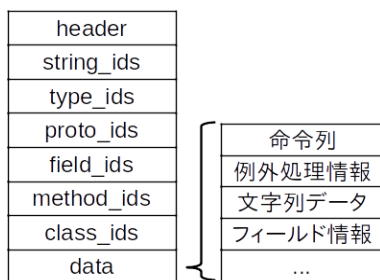 header
string_ids
type_ids
proto_ids
field_ids
method_ids
class_ids
data
命令列
例外処理情報
文字列データ
フィールド情報
...